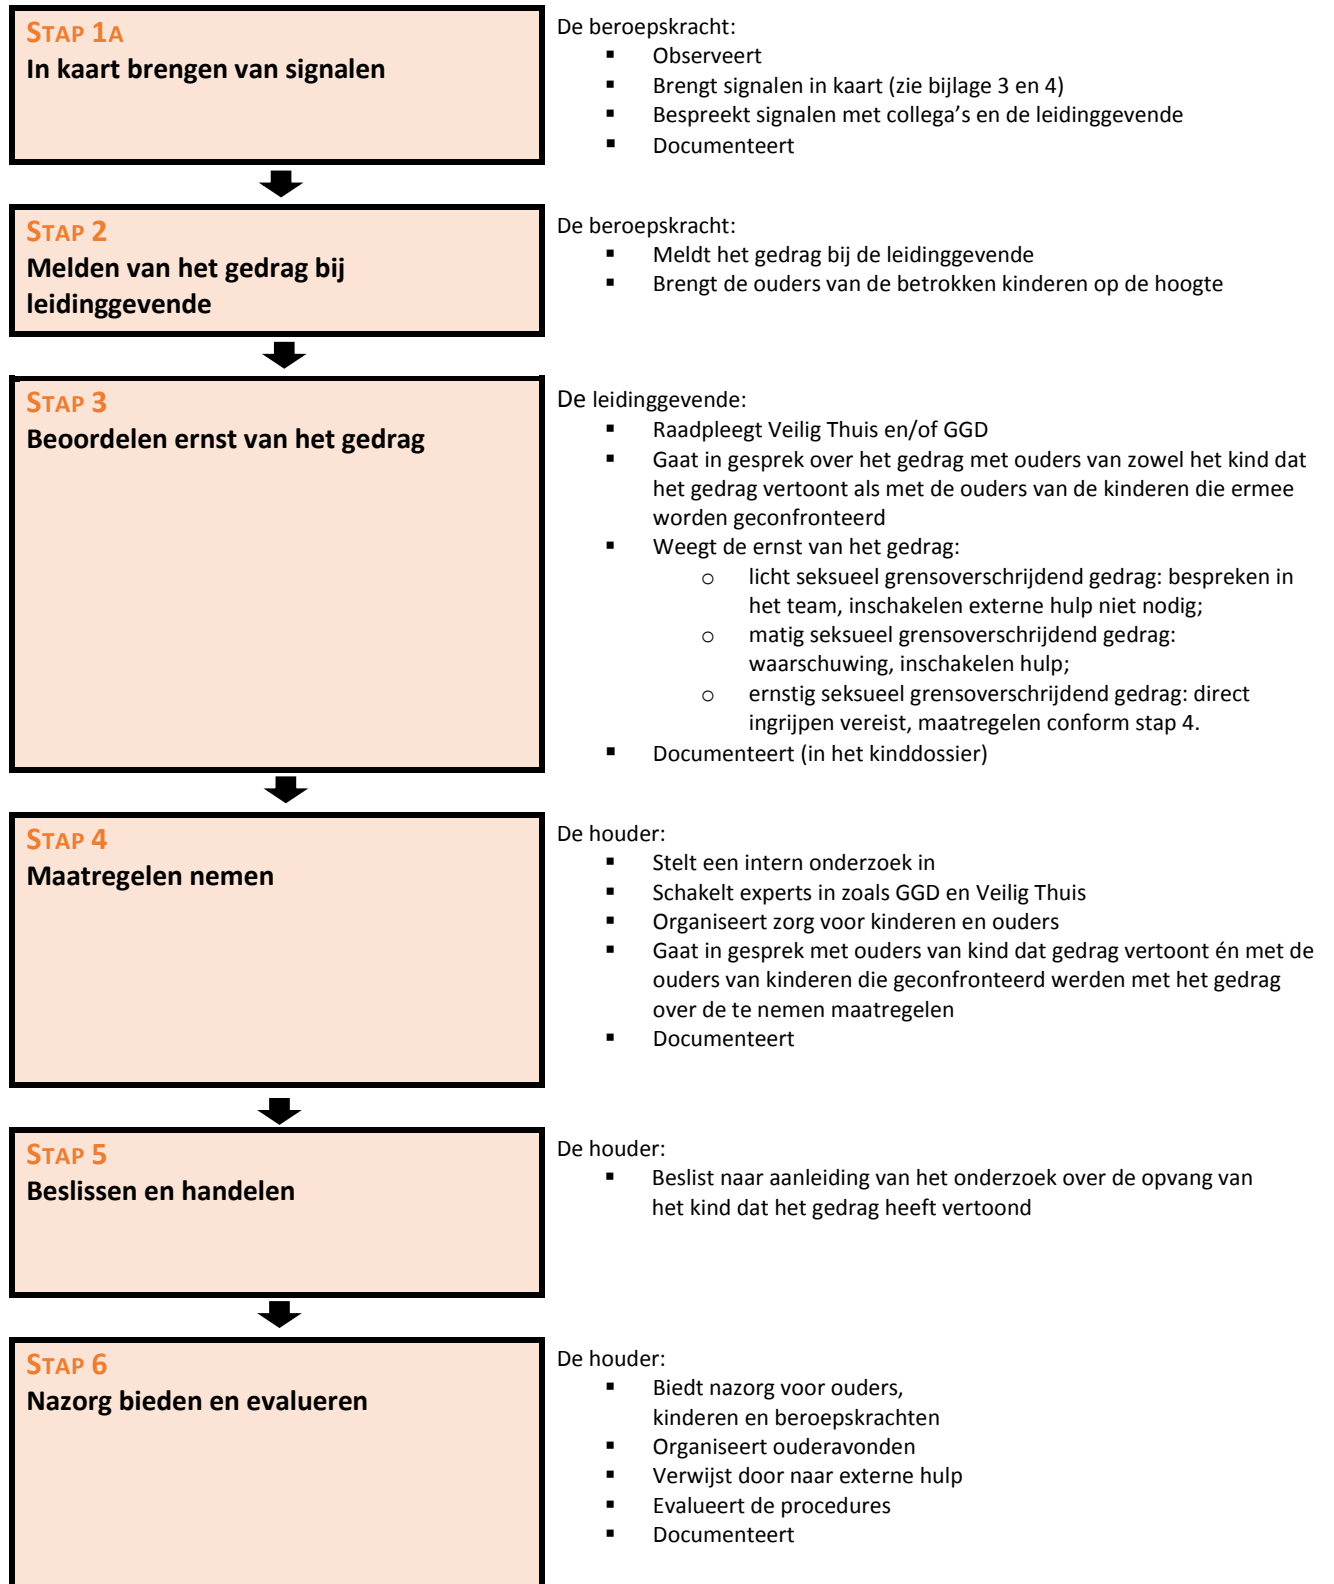 STAP 1A
In kaart brengen van signalen
De beroepskracht:
▪ Observeert
▪ Brengt signalen in kaart (zie bijlage 3 en 4)
▪ Bespreekt signalen met collega's en de leidinggevende
▪ Documenteert
STAP 2
Melden van het gedrag bij
leidinggevende
De beroepskracht:
▪ Meldt het gedrag bij de leidinggevende
▪ Brengt de ouders van de betrokken kinderen op de hoogte
STAP 3
Beoordelen ernst van het gedrag
De leidinggevende:
▪ Raadpleegt Veilig Thuis en/of GGD
▪ Gaat in gesprek over het gedrag met ouders van zowel het kind dat
het gedrag vertoont als met de ouders van de kinderen die ermee
worden geconfronteerd
▪ Weegt de ernst van het gedrag:
o licht seksueel grensoverschrijdend gedrag: bespreken in
het team, inschakelen externe hulp niet nodig;
o matig seksueel grensoverschrijdend gedrag:
waarschuwing, inschakelen hulp;
o ernstig seksueel grensoverschrijdend gedrag: direct
ingrijpen vereist, maatregelen conform stap 4.
▪ Documenteert (in het kinddossier)
STAP 4
Maatregelen nemen
De houder:
▪ Stelt een intern onderzoek in
▪ Schakelt experts in zoals GGD en Veilig Thuis
▪ Organiseert zorg voor kinderen en ouders
▪ Gaat in gesprek met ouders van kind dat gedrag vertoont én met de
ouders van kinderen die geconfronteerd werden met het gedrag
over de te nemen maatregelen
▪ Documenteert
STAP 5
Beslissen en handelen
De houder:
▪ Beslist naar aanleiding van het onderzoek over de opvang van
het kind dat het gedrag heeft vertoond
STAP 6
Nazorg bieden en evalueren
De houder:
▪ Biedt nazorg voor ouders,
kinderen en beroepskrachten
▪ Organiseert ouderavonden
▪ Verwijst door naar externe hulp
▪ Evalueert de procedures
▪ Documenteert